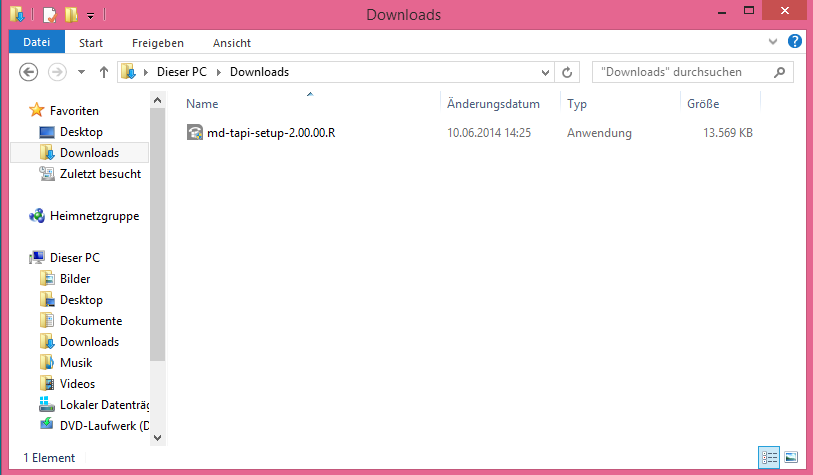 Downloads
Datei Start Freigeben Ansicht
Dieser PC Downloads "Downloads" durchsuchen
Name Änderungsdatum Typ Größe
md-tapi-setup-2.00.00.R 10.06.2014 14:25 Anwendung 13.569 KB
Favoriten
Desktop
Downloads
Zuletzt besucht
Heimnetzgruppe
Dieser PC
Bilder
Desktop
Dokumente
Downloads
Musik
Videos
Lokaler Datenträg
DVD-Laufwerk (D
1 Element